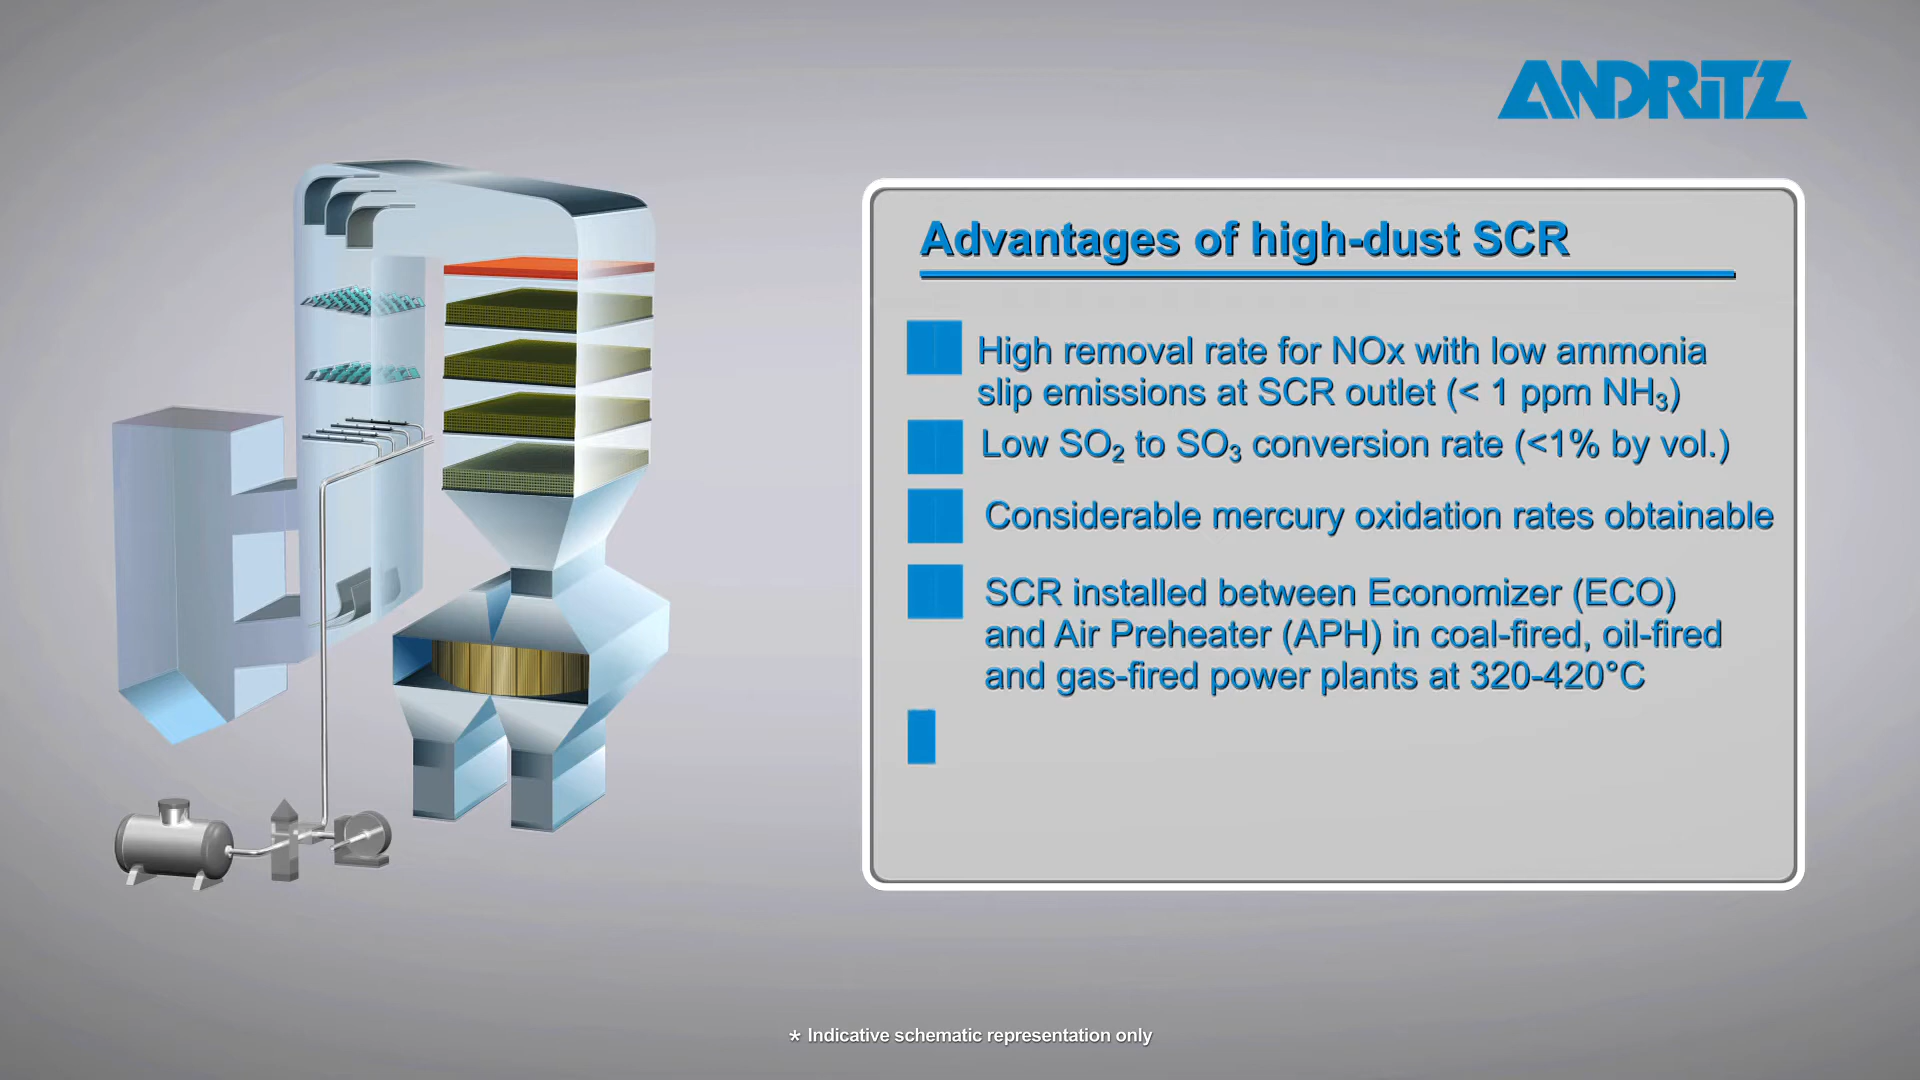 ANDRITZ
Advantages of high-dust SCR
High removal rate for NOx with low ammonia
slip emissions at SCR outlet (< 1 ppm NH₃)
Low SO₂ to SO₃ conversion rate (<1% by vol.)
Considerable mercury oxidation rates obtainable
SCR installed between Economizer (ECO)
and Air Preheater (APH) in coal-fired, oil-fired
and gas-fired power plants at 320-420°C
* Indicative schematic representation only